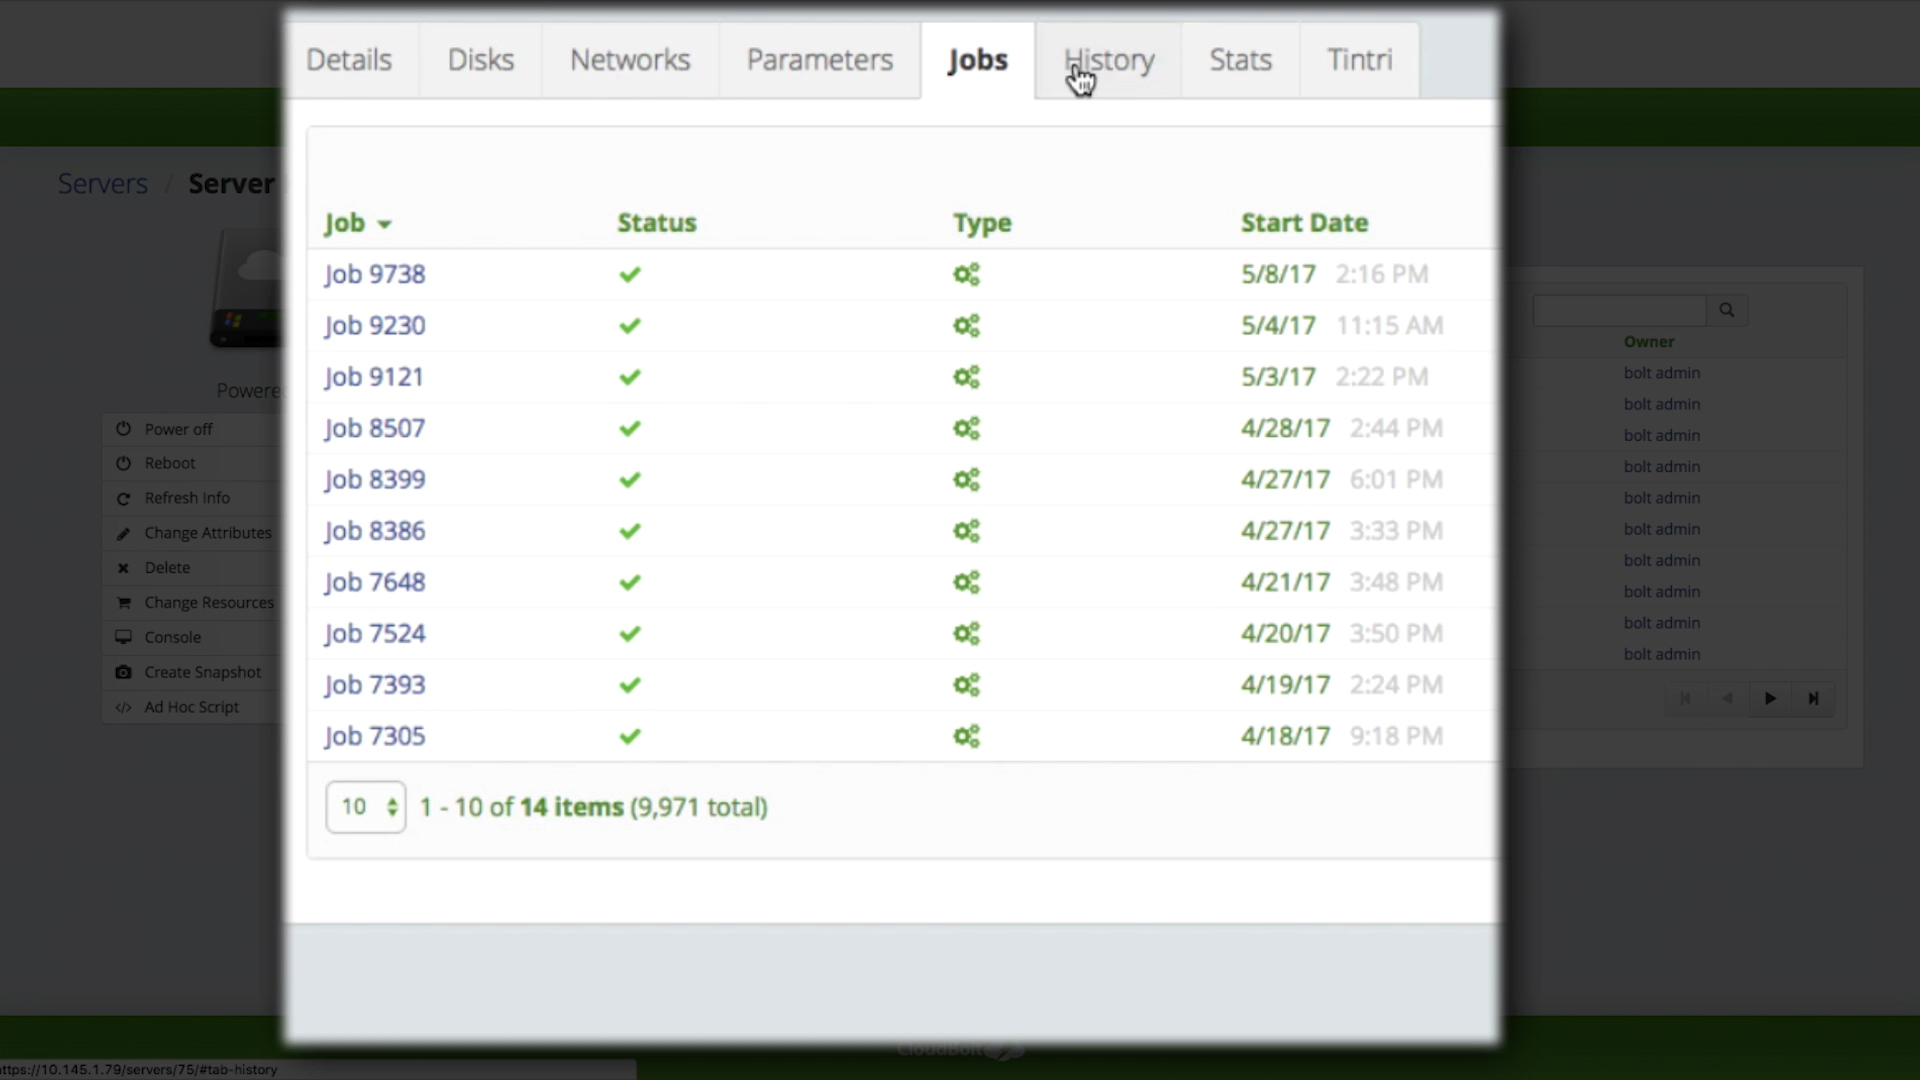 Details Disks Networks Parameters Jobs History Stats Tintri
Servers / Server
Powere
Power off
Reboot
Refresh Info
Change Attributes
Delete
Change Resources
Console
Create Snapshot
Ad Hoc Script
Job Status Type Start Date
Job 9738 5/8/17 2:16 PM
Job 9230 5/4/17 11:15 AM
Job 9121 5/3/17 2:22 PM
Job 8507 4/28/17 2:44 PM
Job 8399 4/27/17 6:01 PM
Job 8386 4/27/17 3:33 PM
Job 7648 4/21/17 3:48 PM
Job 7524 4/20/17 3:50 PM
Job 7393 4/19/17 2:24 PM
Job 7305 4/18/17 9:18 PM
10 1 - 10 of 14 items (9,971 total)
Owner
bolt admin
bolt admin
bolt admin
bolt admin
bolt admin
bolt admin
bolt admin
bolt admin
bolt admin
bolt admin
CloudBolt
ttps://10.145.1.79/servers/75/#tab-history